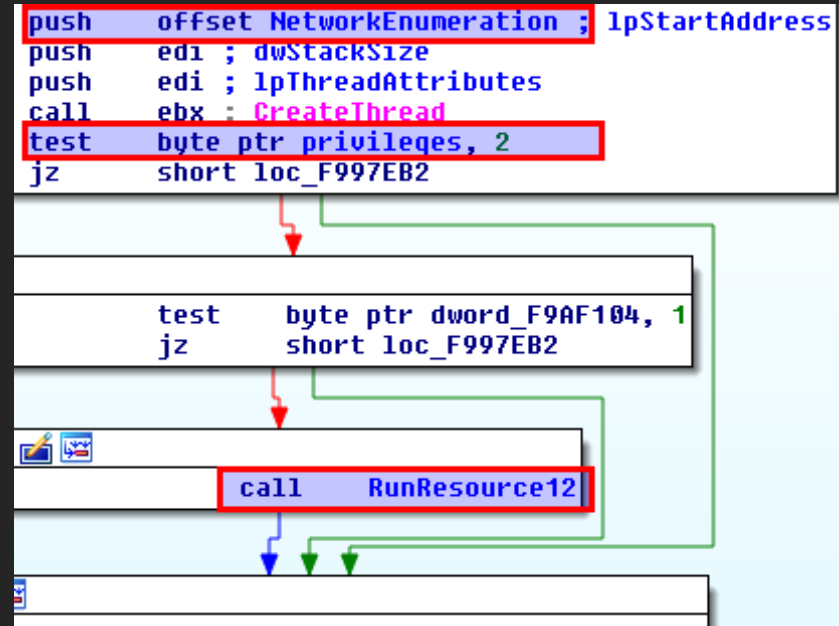 push offset NetworkEnumeration ; lpStartAddress
push edi ; dwStackSize
push edi ; lpThreadAttributes
call ebx ; CreateThread
test byte ptr privileges, 2
jz short loc_F997EB2
test byte ptr dword_F9AF104, 1
jz short loc_F997EB2
call RunResource12